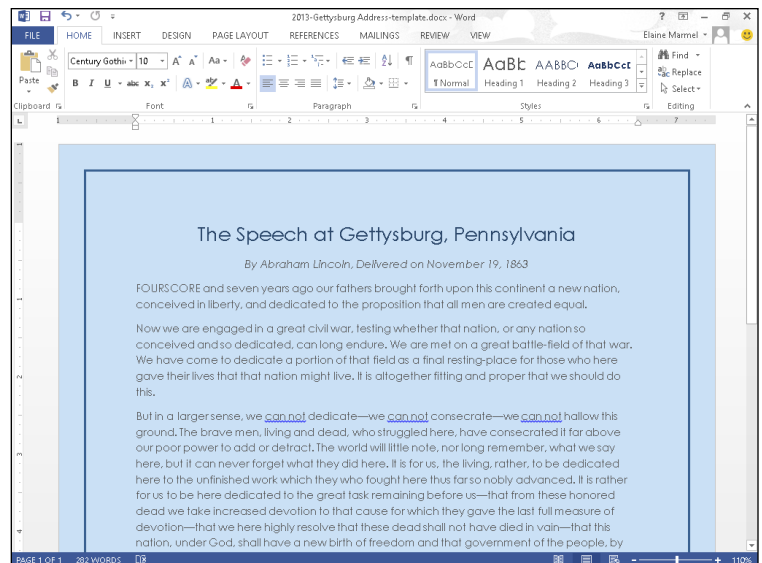 2013-Gettysburg Address-template.docx - Word
FILE HOME INSERT DESIGN PAGE LAYOUT REFERENCES MAILINGS REVIEW VIEW Elaine Marmel
Paste
Century Gothi 10 A A Aa
B I U abc x₂ x² A A
AaBbCcD AaBb AABBC AaBbCcD
¶ Normal Heading 1 Heading 2 Heading 3
Find
Replace
Select
Clipboard Font Paragraph Styles Editing
1 1 2 3 4 5 6 7
The Speech at Gettysburg, Pennsylvania
By Abraham Lincoln, Delivered on November 19, 1863
FOURSCORE and seven years ago our fathers brought forth upon this continent a new nation,
conceived in liberty, and dedicated to the proposition that all men are created equal.
Now we are engaged in a great civil war, testing whether that nation, or any nation so
conceived and so dedicated, can long endure. We are met on a great battle-field of that war.
We have come to dedicate a portion of that field as a final resting-place for those who here
gave their lives that that nation might live. It is altogether fitting and proper that we should do
this.
But in a larger sense, we can not dedicate—we can not consecrate—we can not hallow this
ground. The brave men, living and dead, who struggled here, have consecrated it far above
our poor power to add or detract. The world will little note, nor long remember, what we say
here, but it can never forget what they did here. It is for us, the living, rather, to be dedicated
here to the unfinished work which they who fought here thus far so nobly advanced. It is rather
for us to be here dedicated to the great task remaining before us—that from these honored
dead we take increased devotion to that cause for which they gave the last full measure of
devotion—that we here highly resolve that these dead shall not have died in vain—that this
nation, under God, shall have a new birth of freedom and that government of the people, by
PAGE 1 OF 1 282 WORDS 110%